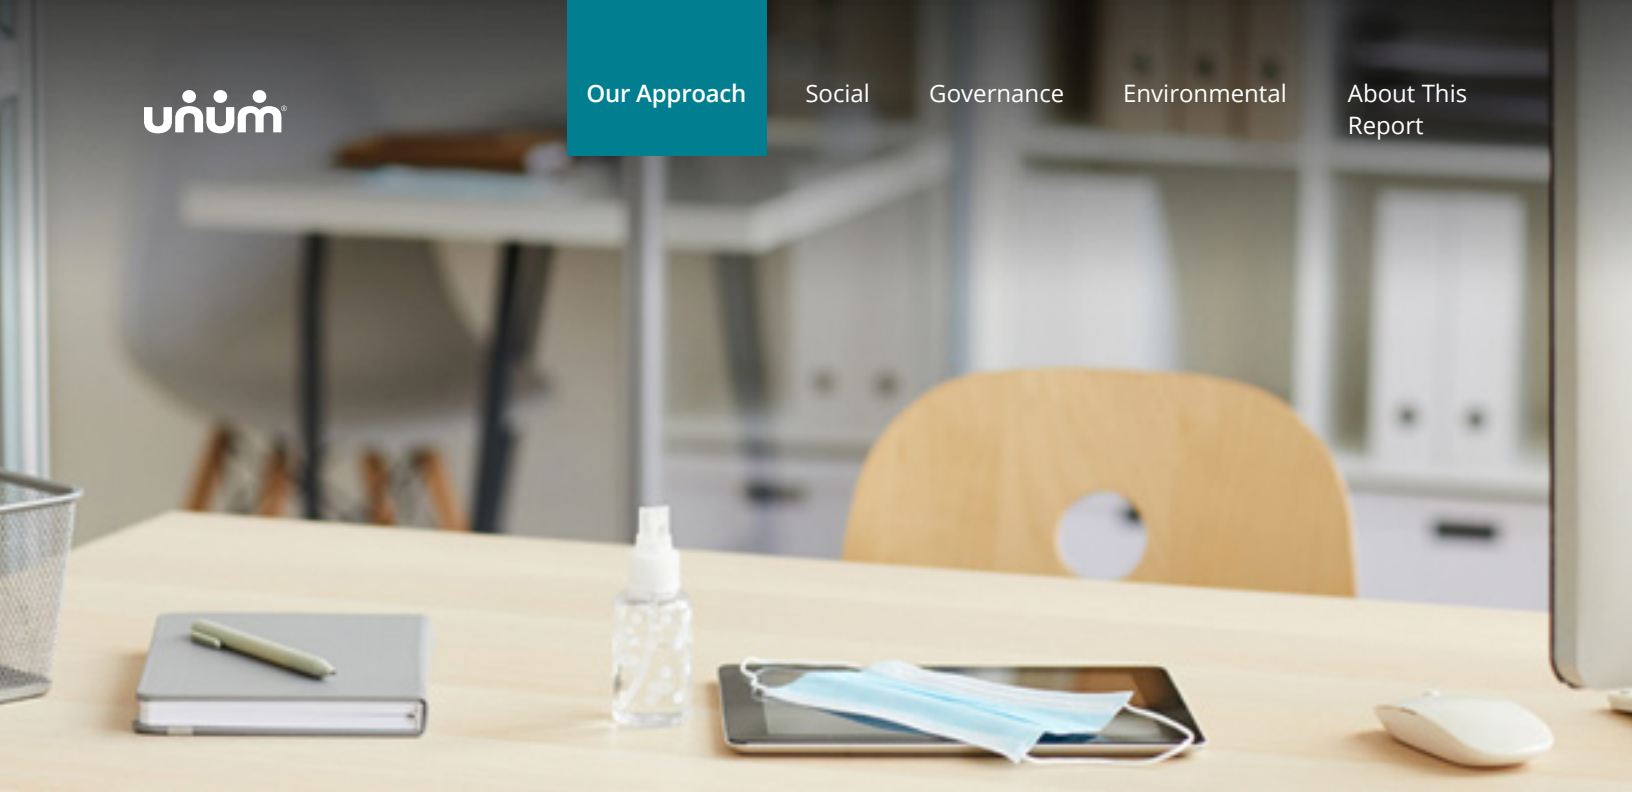 unum®
Our Approach
Social
Governance
Environmental
About This
Report